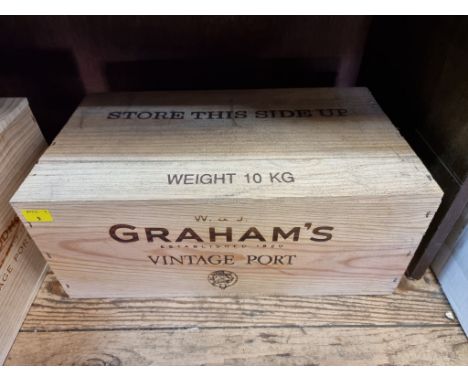 STORE THIS SIDE UP
WEIGHT 10 KG
W. & J.
GRAHAM'S
ESTABLISHED 1820
VINTAGE PORT